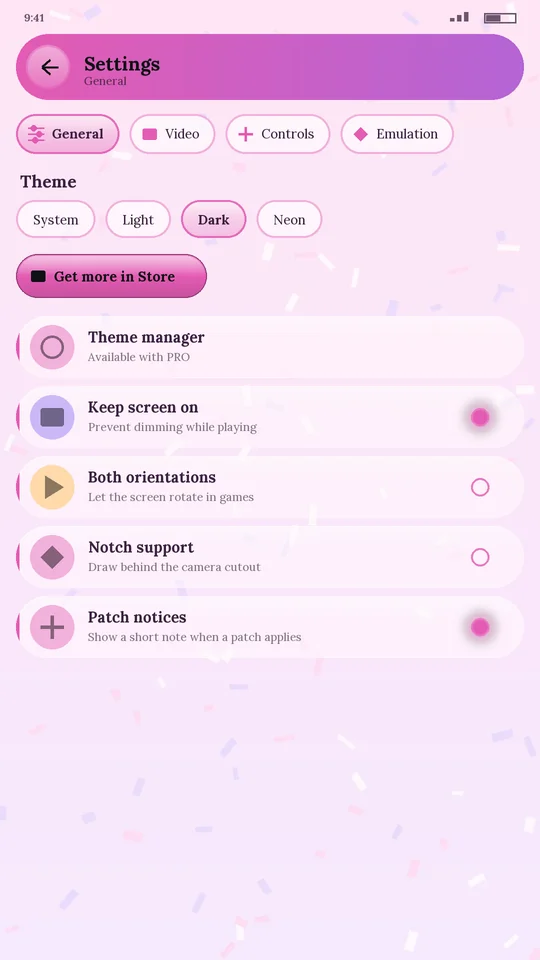 9:41
Settings
General
General
Video
Controls
Emulation
Theme
System
Light
Dark
Neon
Get more in Store
Theme manager
Available with PRO
Keep screen on
Prevent dimming while playing
Both orientations
Let the screen rotate in games
Notch support
Draw behind the camera cutout
Patch notices
Show a short note when a patch applies